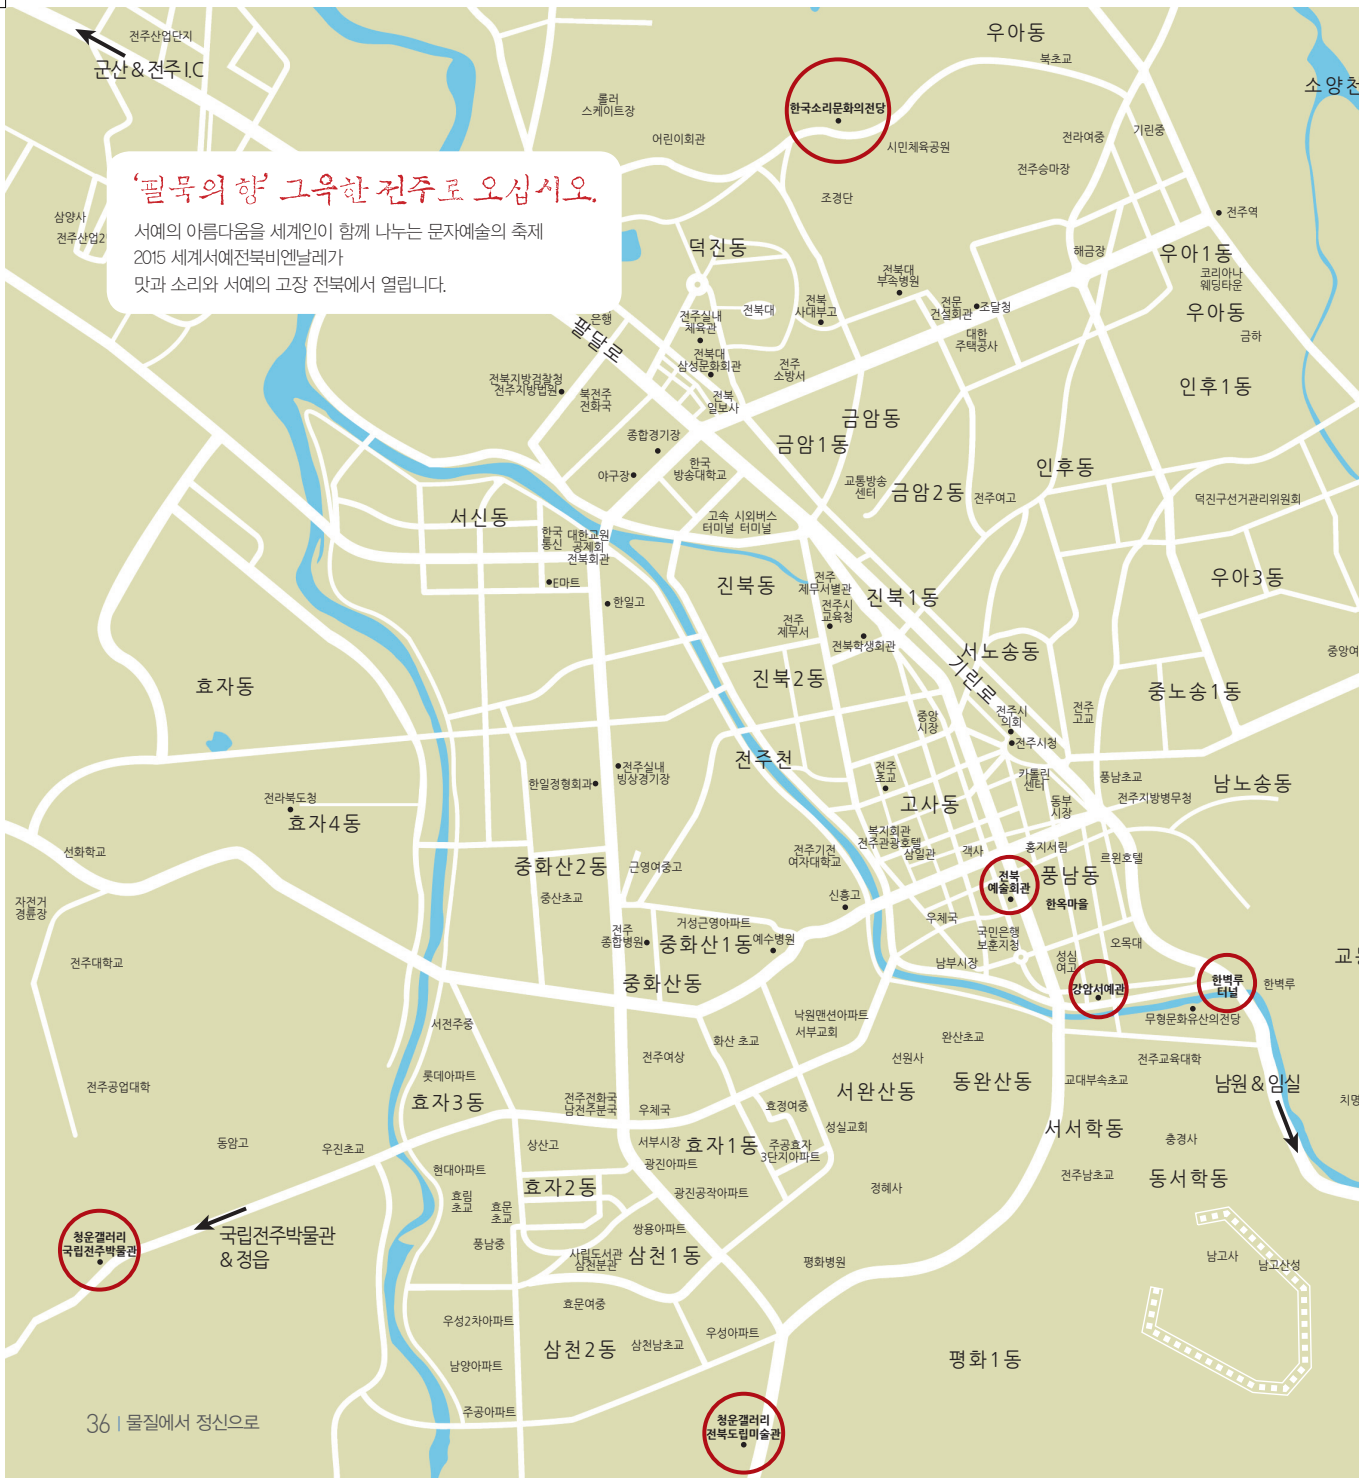 우아동
전주산업단지
군산 & 전주 I.C
북초교
소양천
롤러
스케이트장
한국소리문화의전당
어린이회관
시민체육공원
전라여중
기린중
전주승마장
'필묵의 향' 그윽한 전주로 오십시오.
서예의 아름다움을 세계인이 함께 나누는 문자예술의 축제
2015 세계서예전북비엔날레가
맛과 소리와 서예의 고장 전북에서 열립니다.
삼양사
전주산업2
조경단
전주역
덕진동
해금장
우아1동
코리아나
웨딩타운
전북대
부속병원
전문
건설회관
조달청
우아동
전북
사대부고
전북대
전주실내
체육관
은행
팔달로
대한
주택공사
금하
전북대
삼성문화회관
전주
소방서
전북지방검찰청
전주지방법원
북전주
전화국
전북
일보사
인후1동
금암동
금암1동
종합경기장
야구장
한국
방송대학교
인후동
교통방송
센터
금암2동
전주여고
덕진구선거관리위원회
서신동
고속 시외버스
터미널 터미널
한국
통신
대한교원
공제회
전북회관
E마트
한일고
진북동
전주
제무서별관
진북1동
전주시
교육청
전주
제무서
전북학생회관
우아3동
서노송동
중앙여
기린로
진북2동
효자동
중노송1동
중앙
시장
전주시
의회
전주
고교
전주시청
전주천
전주실내
빙상경기장
한일정형회과
전주
초교
카톨릭
센터
풍남초교
남노송동
전라북도청
효자4동
고사동
동부
시장
전주지방병무청
복지회관
전주관광호텔
삼일관
객사
홍지서림
르윈호텔
선화학교
전주기전
여자대학교
중화산2동
근영여중고
전북
예술회관
풍남동
한옥마을
자전거
경륜장
중산초교
신흥고
거성근영아파트
우체국
전주
종합병원
중화산1동
예수병원
국민은행
보훈지청
오목대
남부시장
성심
여고
전주대학교
중화산동
강암서예관
한벽루
터널
한벽루
낙원맨션아파트
서부교회
무형문화유산의전당
서전주중
화산 초교
완산초교
전주여상
선원사
전주교육대학
롯데아파트
전주공업대학
서완산동
동완산동
교대부속초교
남원 & 임실
치명
효자3동
전주전화국
남전주분국
우체국
효정여중
성실교회
서서학동
동암고
우진초교
상산고
서부시장
효자1동
주공효자
3단지아파트
충경사
광진아파트
현대아파트
전주남초교
동서학동
효자2동
광진공작아파트
정혜사
효림
초교
효문
초교
청운갤러리
국립전주박물관
국립전주박물관
& 정읍
쌍용아파트
풍남중
시립도서관
삼천분관
삼천1동
평화병원
남고사
남고산성
효문여중
우성2차아파트
우성아파트
삼천2동
삼천남초교
평화1동
남양아파트
주공아파트
청운갤러리
전북도립미술관
36 | 물질에서 정신으로